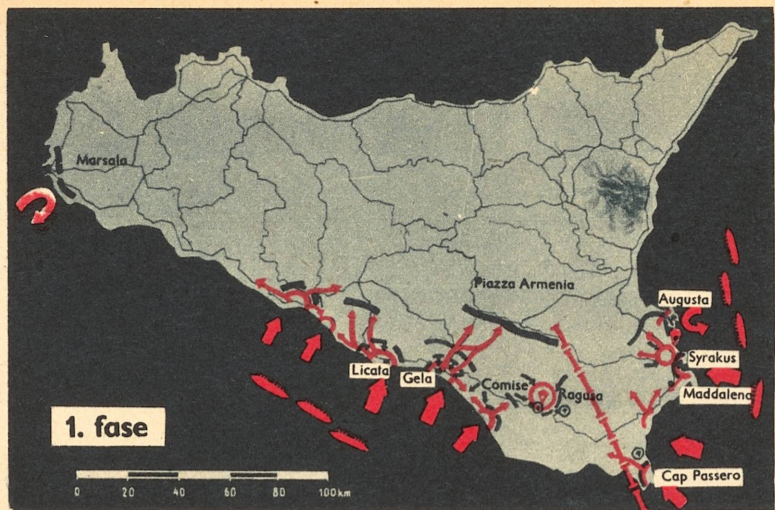 Marsala
Piazza Armenia
Augusta
Syrakus
Maddalena
Licata
Gela
Comise
Ragusa
1. fase
Cap Passero
0 20 40 60 80 100 km